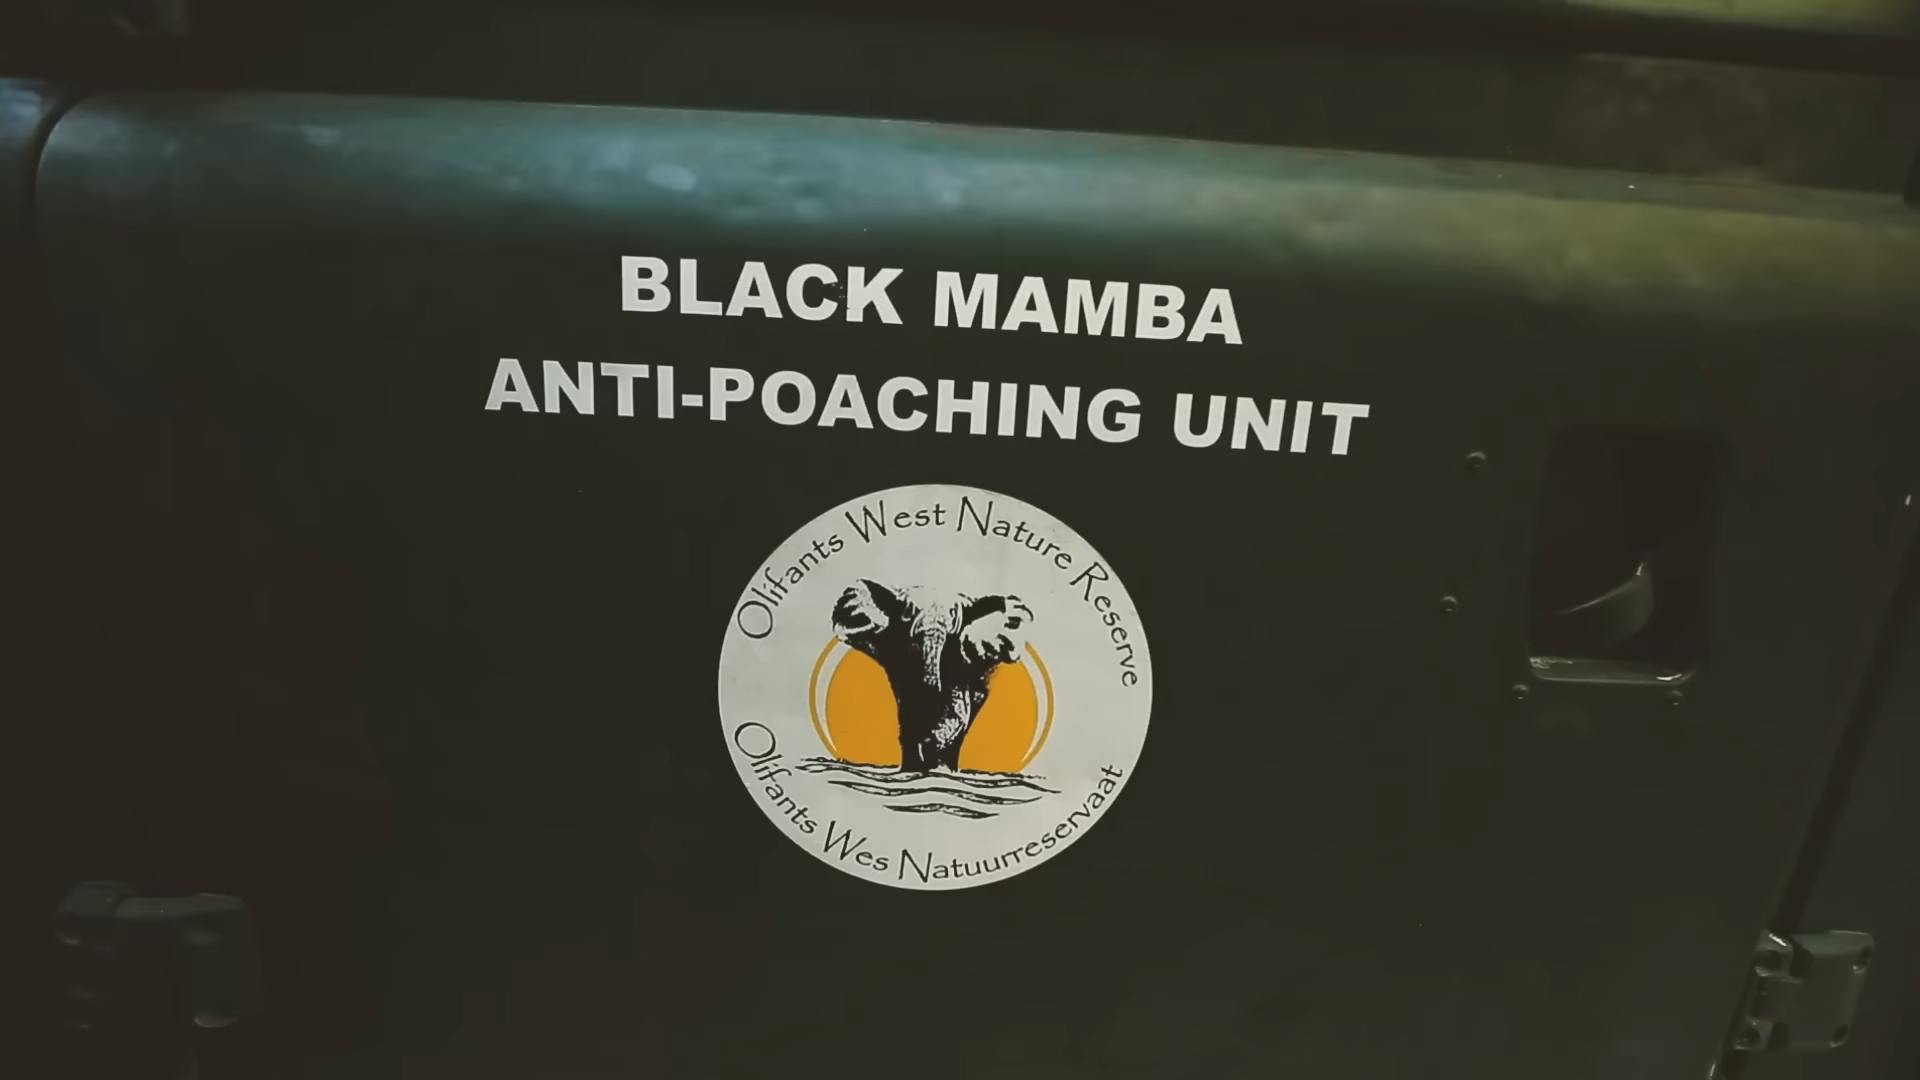 BLACK MAMBA
ANTI-POACHING UNIT
Olifants West Nature Reserve
Olifants Wes Natuurreservaat